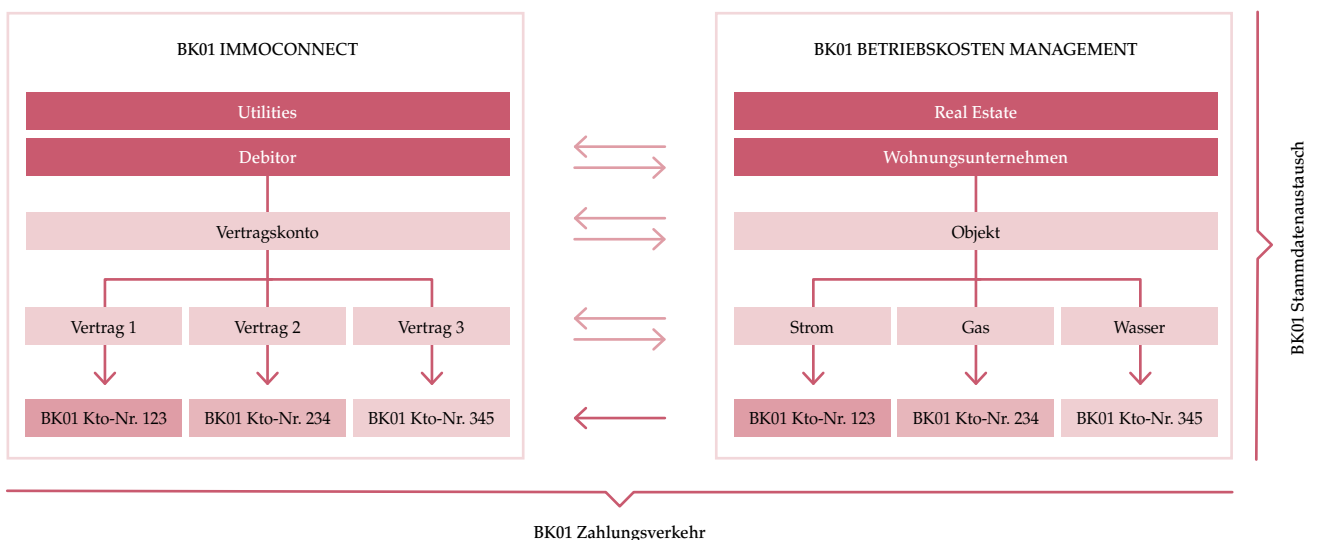 BK01 IMMOCONNECT
Utilities
Debitor
Vertragskonto
Vertrag 1
Vertrag 2
Vertrag 3
BK01 Kto-Nr. 123
BK01 Kto-Nr. 234
BK01 Kto-Nr. 345
BK01 BETRIEBSKOSTEN MANAGEMENT
Real Estate
Wohnungsunternehmen
Objekt
Strom
Gas
Wasser
BK01 Kto-Nr. 123
BK01 Kto-Nr. 234
BK01 Kto-Nr. 345
BK01 Stammdatenaustausch
BK01 Zahlungsverkehr